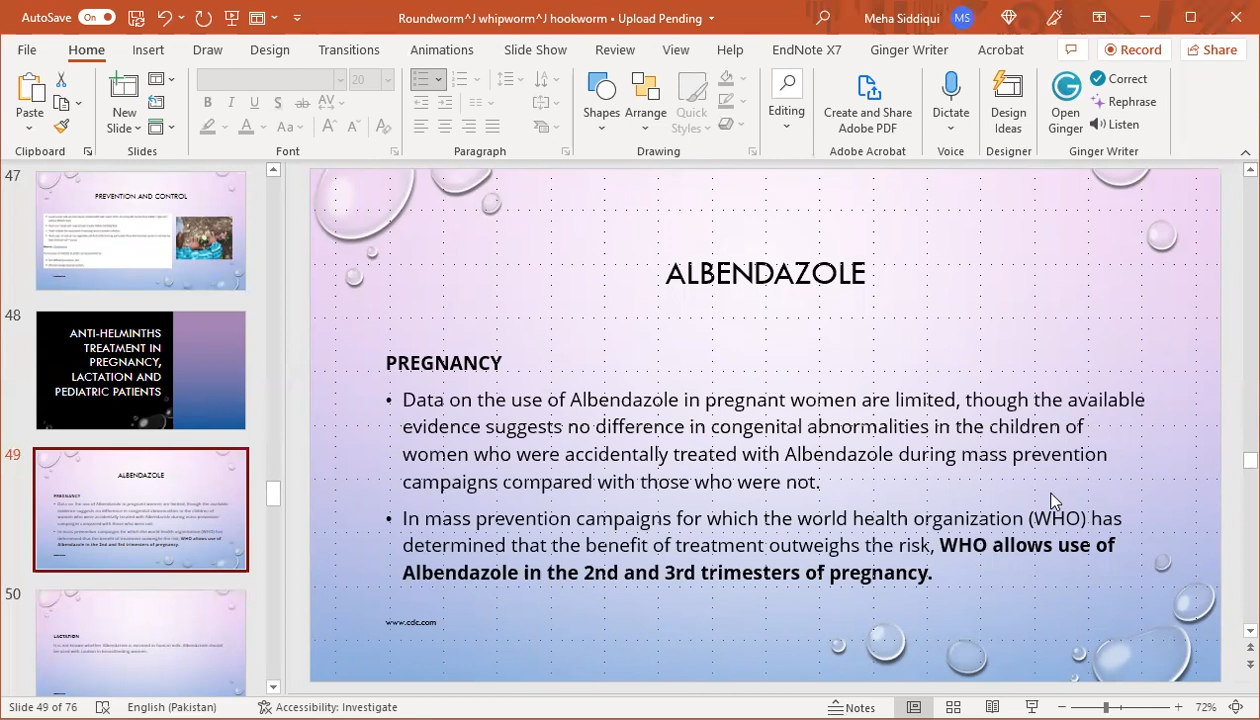 AutoSave On Roundworm^J whipworm^J hookworm • Upload Pending Meha Siddiqui MS
File Home Insert Draw Design Transitions Animations Slide Show Review View Help EndNote X7 Ginger Writer Acrobat Record Share
Paste New Slide 20 Shapes Arrange Quick Styles Editing Create and Share Adobe PDF Dictate Design Ideas Open Ginger Correct Rephrase Listen
B I U S ab AV
A Aa A A A
Clipboard Slides Font Paragraph Drawing Adobe Acrobat Voice Designer Ginger Writer
47
PREVENTION AND CONTROL
48
ANTI-HELMINTHS
TREATMENT IN
PREGNANCY,
LACTATION AND
PEDIATRIC PATIENTS
49
ALBENDAZOLE
PREGNANCY
50
LACTATION
ALBENDAZOLE
PREGNANCY
• Data on the use of Albendazole in pregnant women are limited, though the available
evidence suggests no difference in congenital abnormalities in the children of
women who were accidentally treated with Albendazole during mass prevention
campaigns compared with those who were not.
• In mass prevention campaigns for which the world health organization (WHO) has
determined that the benefit of treatment outweighs the risk, WHO allows use of
Albendazole in the 2nd and 3rd trimesters of pregnancy.
www.cdc.com
Slide 49 of 76 English (Pakistan) Accessibility: Investigate Notes 72%